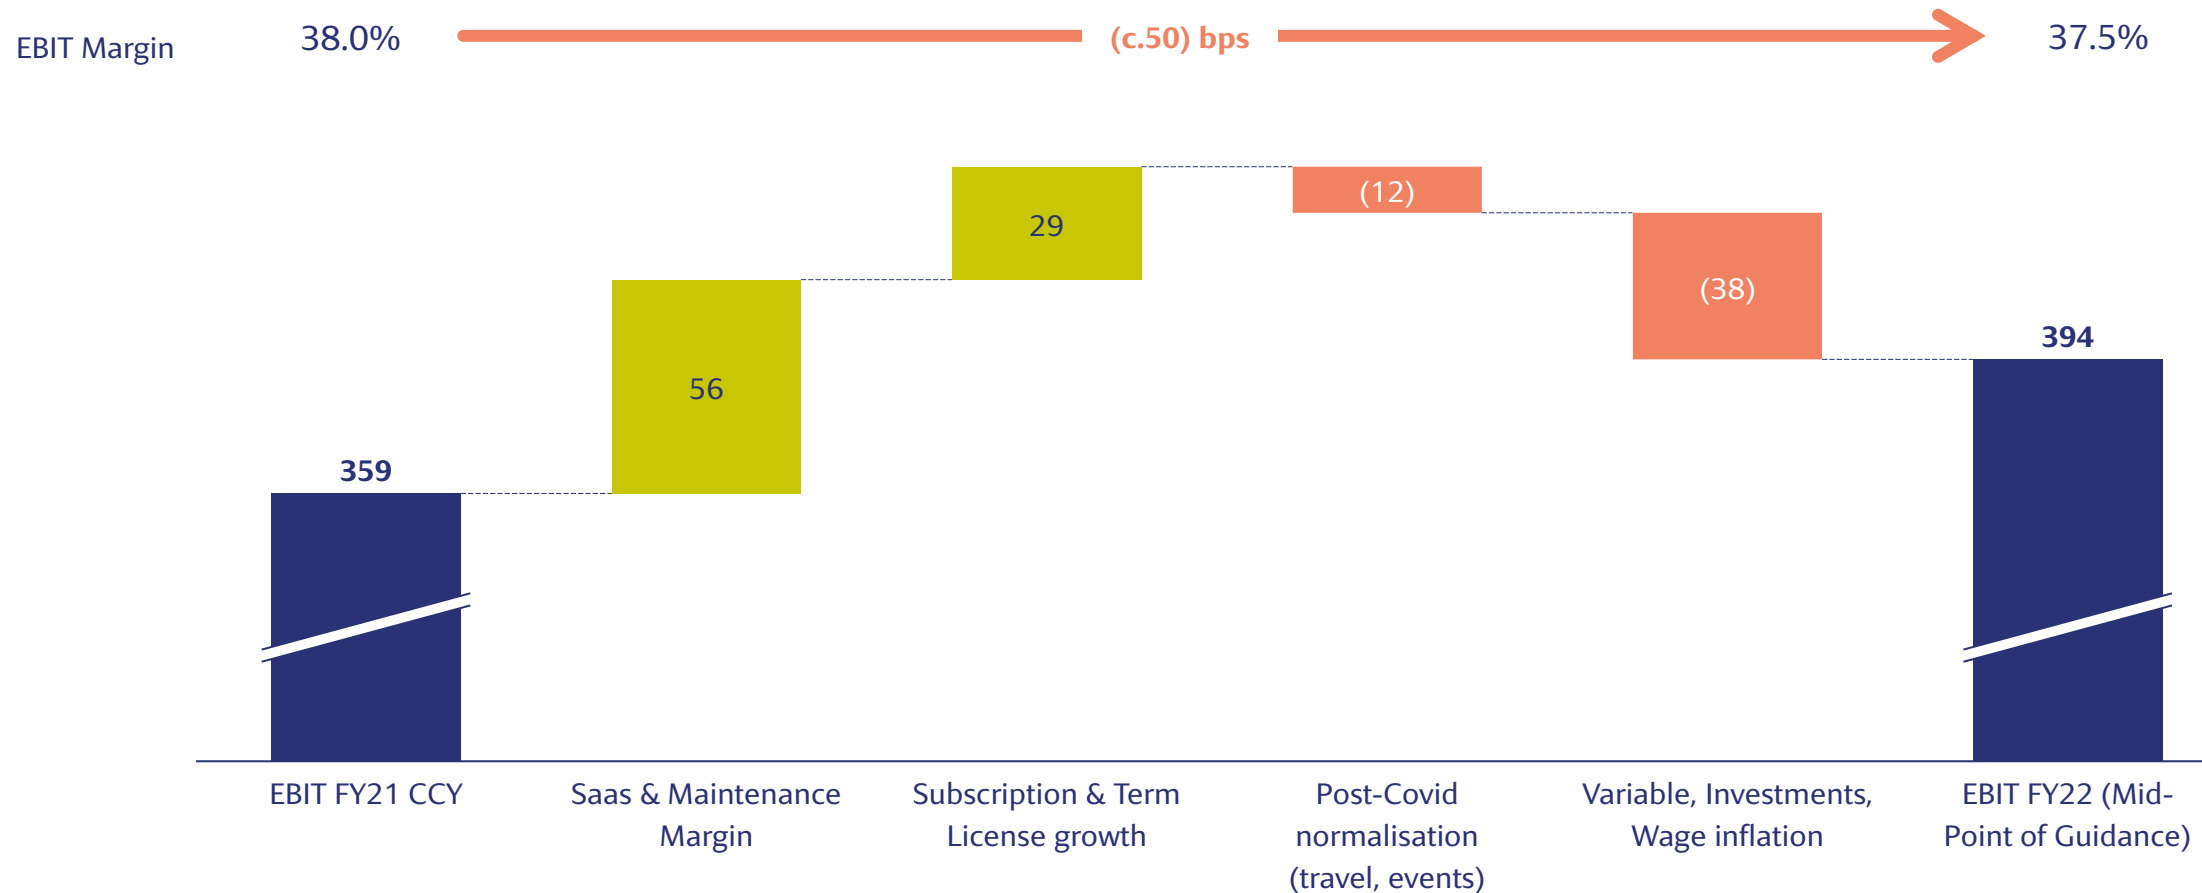 EBIT Margin
38.0%
(c.50) bps
37.5%
29
(12)
56
(38)
359
394
EBIT FY21 CCY
Saas & Maintenance
Margin
Subscription & Term
License growth
Post-Covid
normalisation
(travel, events)
Variable, Investments,
Wage inflation
EBIT FY22 (Mid-
Point of Guidance)